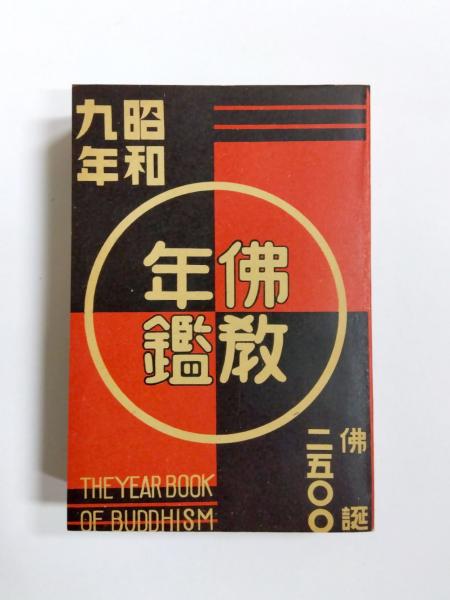 昭和
九年
佛教
年鑑
佛誕
二五〇〇
THE YEAR BOOK
OF BUDDHISM